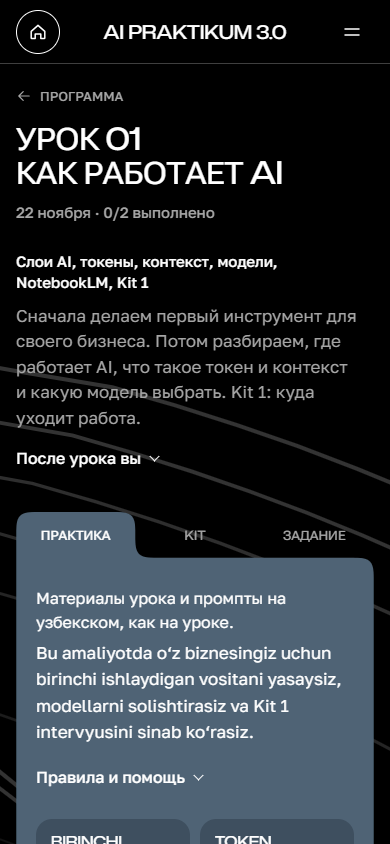 AI PRAKTIKUM 3.0
← ПРОГРАММА
УРОК 01
КАК РАБОТАЕТ AI
22 ноября · 0/2 выполнено
Слои AI, токены, контекст, модели,
NotebookLM, Kit 1
Сначала делаем первый инструмент для
своего бизнеса. Потом разбираем, где
работает AI, что такое токен и контекст
и какую модель выбрать. Kit 1: куда
уходит работа.
После урока вы
ПРАКТИКА KIT ЗАДАНИЕ
Материалы урока и промпты на
узбекском, как на уроке.
Bu amaliyotda o‘z biznesingiz uchun
birinchi ishlaydigan vositani yasaysiz,
modellarni solishtirasiz va Kit 1
intervyusini sinab ko‘rasiz.
Правила и помощь
BIRINCHI TOKEN